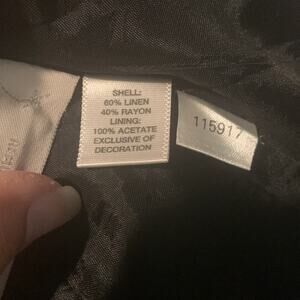 SHELL:
60% LINEN
40% RAYON
LINING:
100% ACETATE
EXCLUSIVE OF
DECORATION
115917